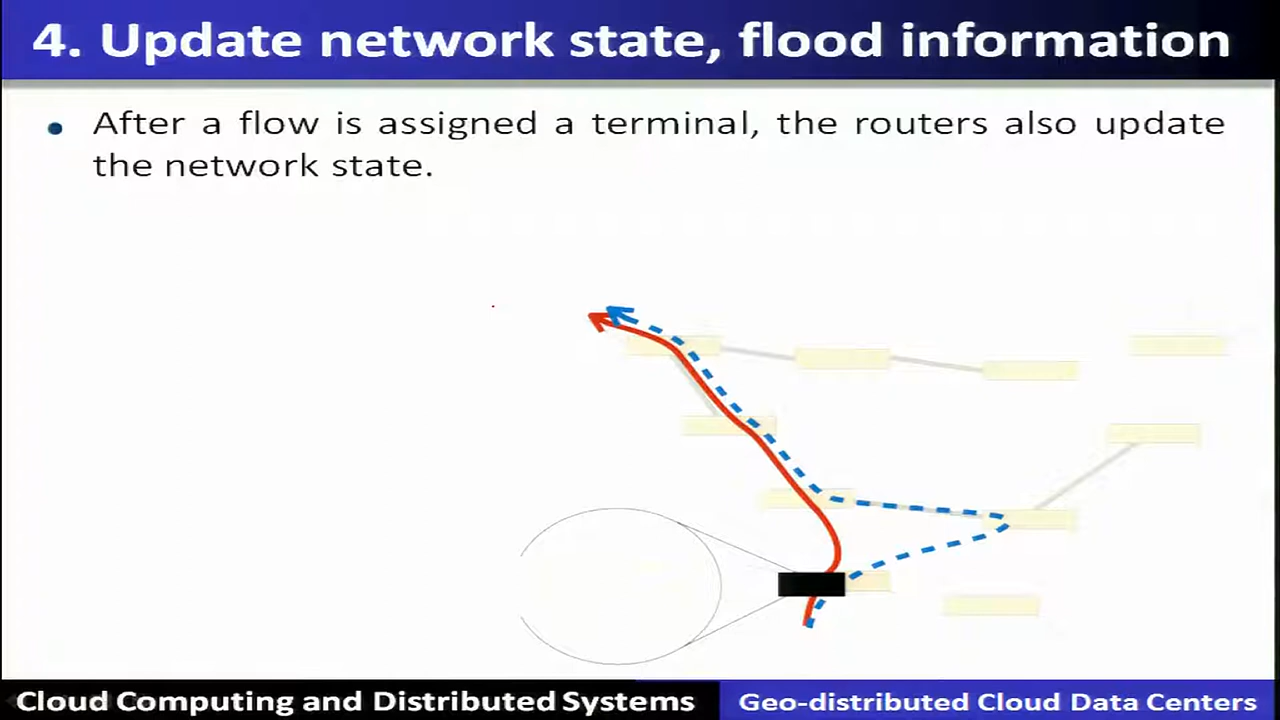 4. Update network state, flood information
• After a flow is assigned a terminal, the routers also update
the network state.
Cloud Computing and Distributed Systems
Geo-distributed Cloud Data Centers